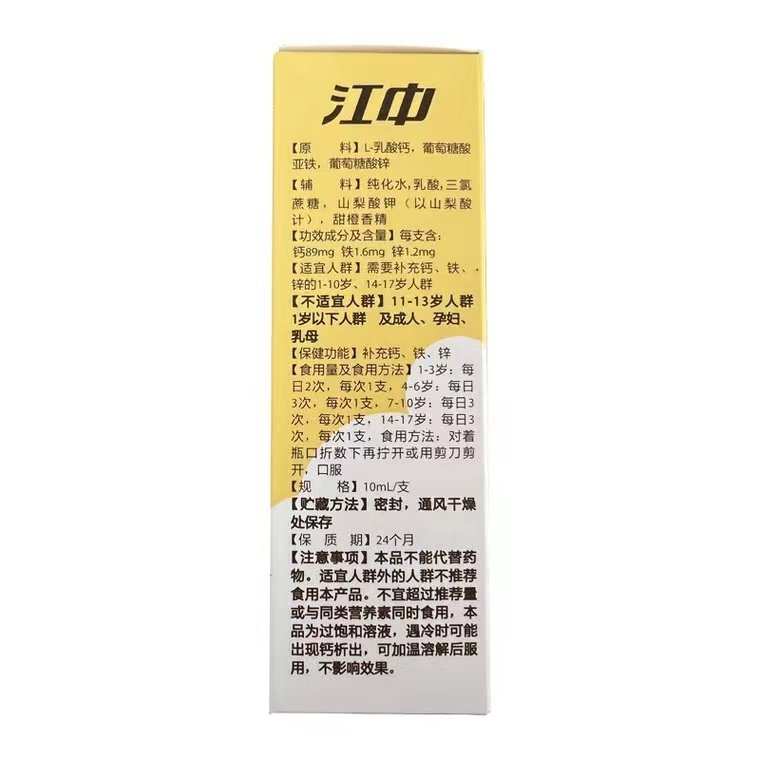 江中
【原　　料】L-乳酸钙，葡萄糖酸
亚铁，葡萄糖酸锌
【辅　　料】纯化水，乳酸，三氯
蔗糖，山梨酸钾（以山梨酸
计），甜橙香精
【功效成分及含量】每支含：
钙89mg 铁1.6mg 锌1.2mg
【适宜人群】需要补充钙、铁、
锌的1-10岁、14-17岁人群
【不适宜人群】11-13岁人群
1岁以下人群　及成人、孕妇、
乳母
【保健功能】补充钙、铁、锌
【食用量及食用方法】1-3岁：每
日2次，每次1支，4-6岁：每日
3次，每次1支，7-10岁：每日3
次，每次1支，14-17岁：每日3
次，每次1支，食用方法：对着
瓶口折数下再拧开或用剪刀剪
开，口服
【规　　格】10mL/支
【贮藏方法】密封，通风干燥
处保存
【保 质 期】24个月
【注意事项】本品不能代替药
物。适宜人群外的人群不推荐
食用本产品。不宜超过推荐量
或与同类营养素同时食用，本
品为过饱和溶液，遇冷时可能
出现钙析出，可加温溶解后服
用，不影响效果。